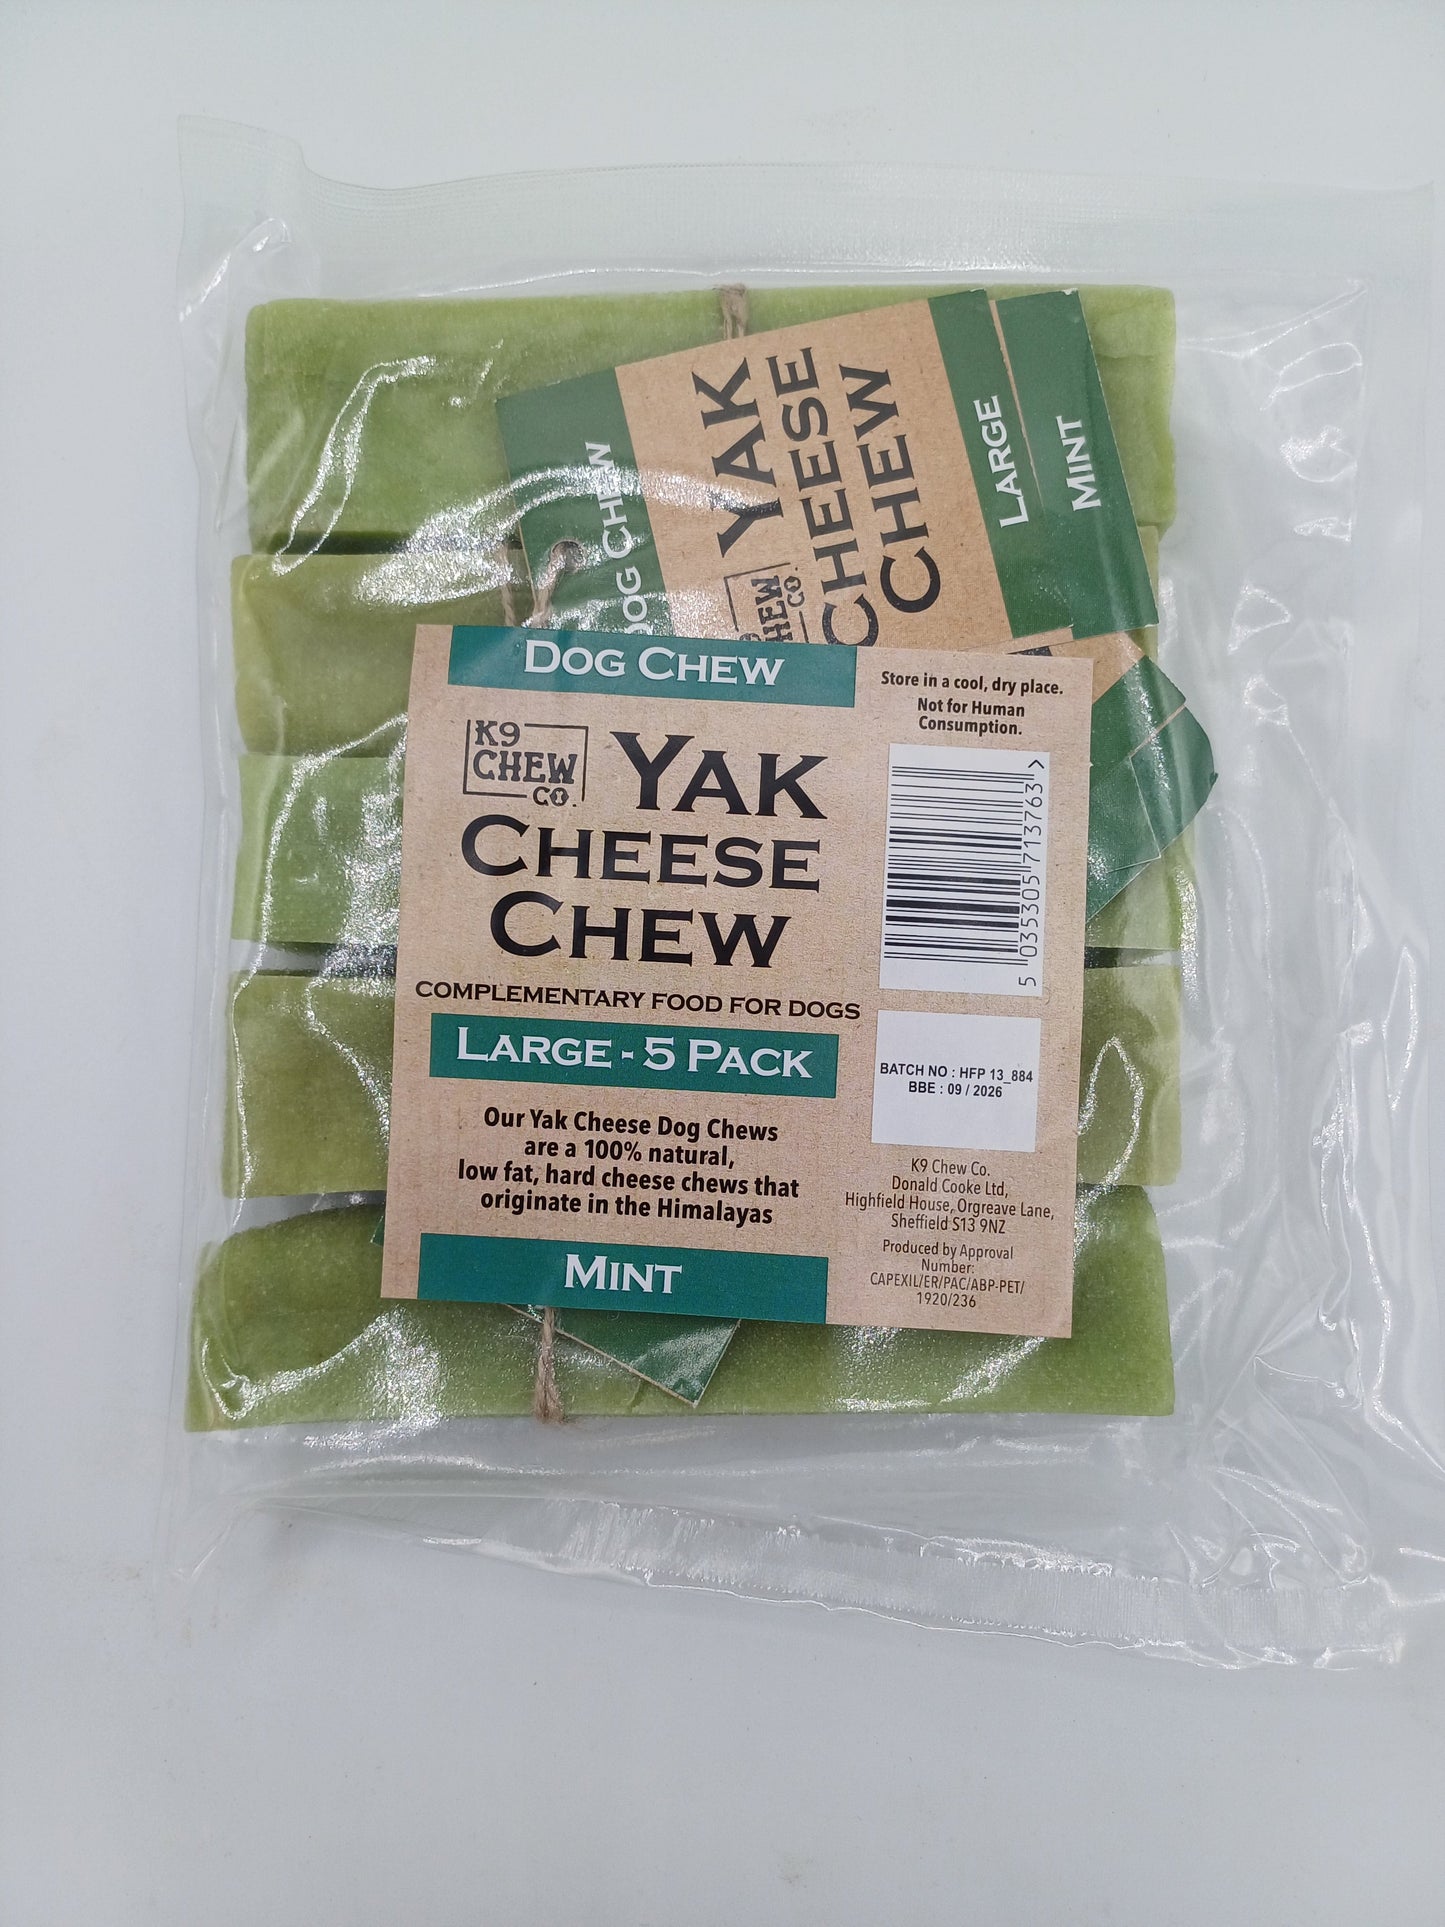 DOG CHEW
YAK
CHEESE
CHEW
CHEW
CO.
LARGE
MINT
DOG CHEW
K9
CHEW
CO.
YAK
CHEESE
CHEW
COMPLEMENTARY FOOD FOR DOGS
LARGE - 5 PACK
Our Yak Cheese Dog Chews
are a 100% natural,
low fat, hard cheese chews that
originate in the Himalayas
MINT
Store in a cool, dry place.
Not for Human
Consumption.
5 035305 713763 >
BATCH NO : HFP 13_884
BBE : 09 / 2026
K9 Chew Co.
Donald Cooke Ltd,
Highfield House, Orgreave Lane,
Sheffield S13 9NZ
Produced by Approval
Number:
CAPEXIL/ER/PAC/ABP-PET/
1920/236